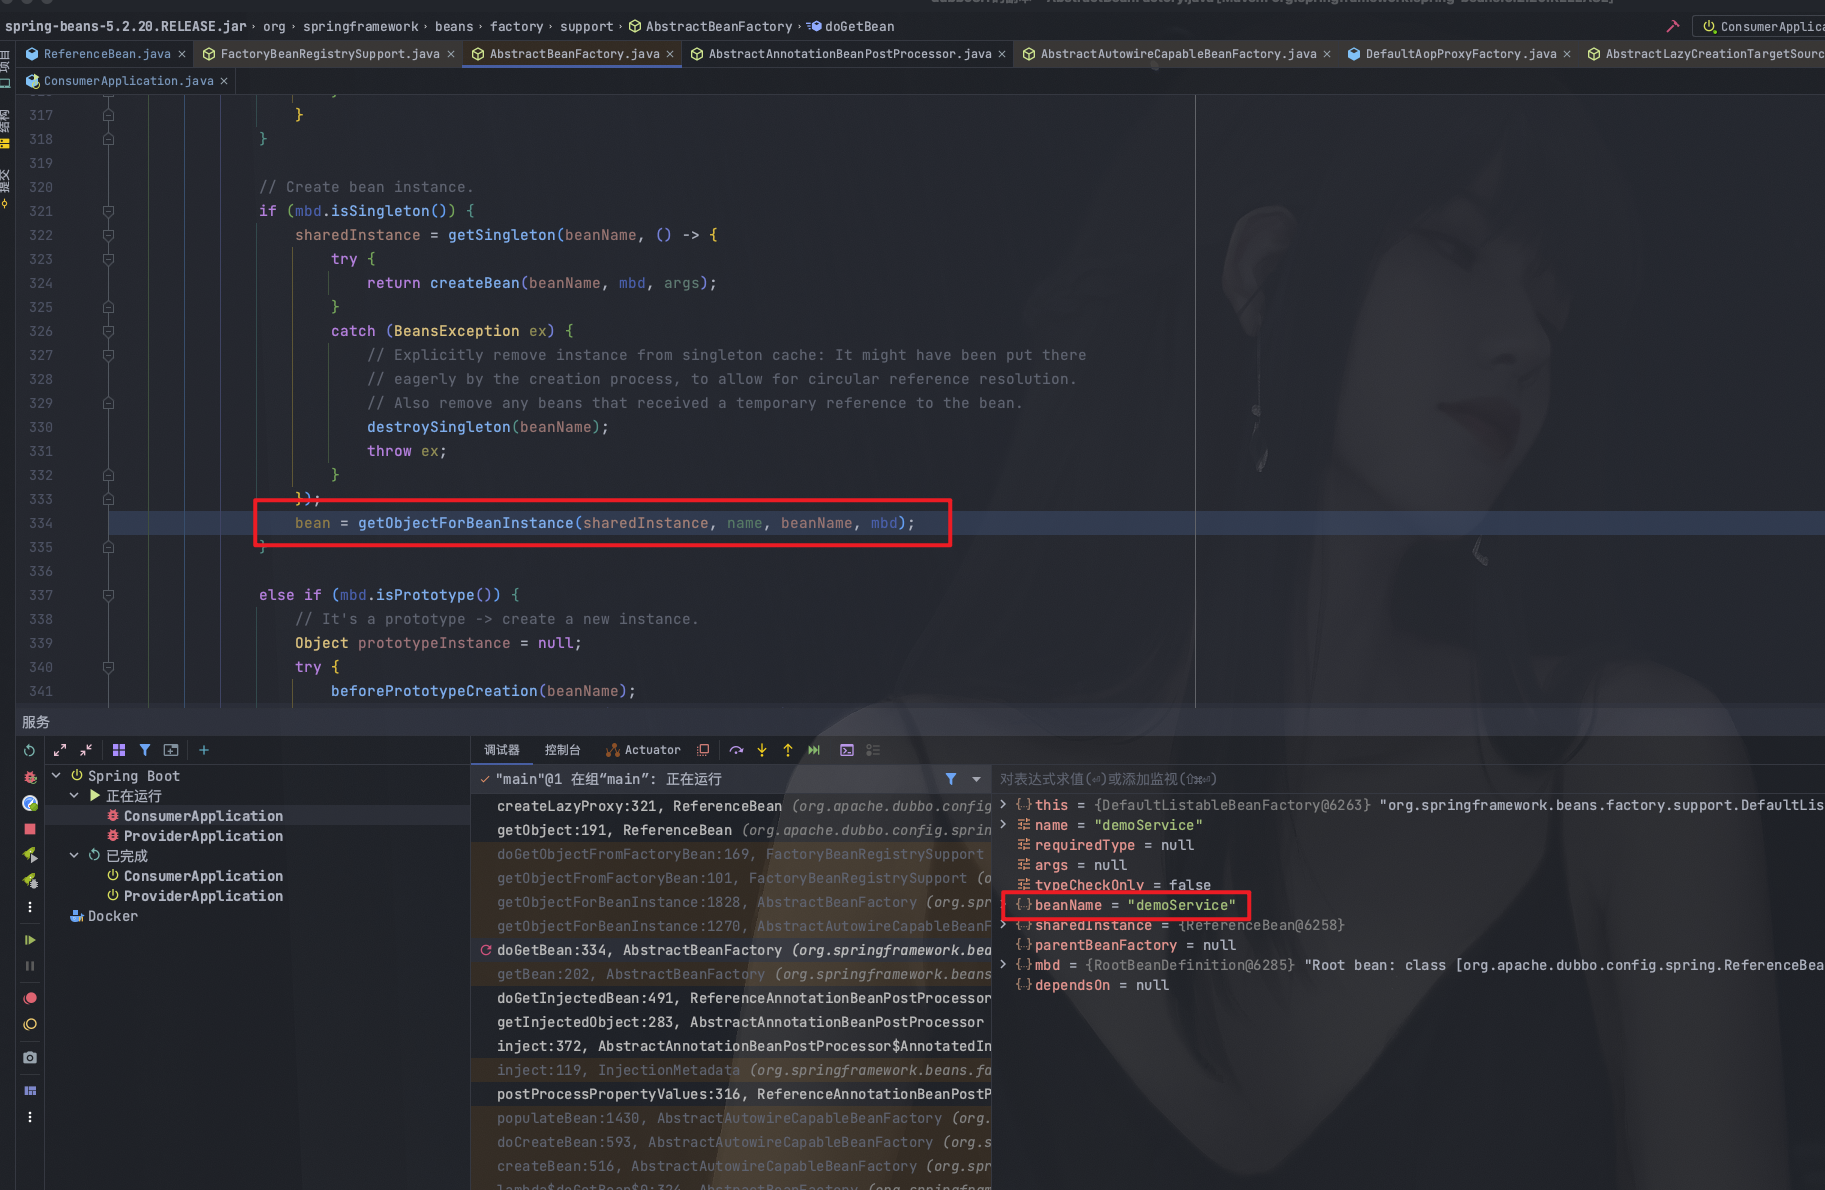 spring-beans-5.2.20.RELEASE.jar › org › springframework › beans › factory › support › AbstractBeanFactory › doGetBean
ConsumerApplica
ReferenceBean.java × FactoryBeanRegistrySupport.java × AbstractBeanFactory.java × AbstractAnnotationBeanPostProcessor.java × AbstractAutowireCapableBeanFactory.java × DefaultAopProxyFactory.java × AbstractLazyCreationTargetSourc
ConsumerApplication.java ×
项目
结构
提交
317 }
318 }
319
320 // Create bean instance.
321 if (mbd.isSingleton()) {
322 sharedInstance = getSingleton(beanName, () -> {
323 try {
324 return createBean(beanName, mbd, args);
325 }
326 catch (BeansException ex) {
327 // Explicitly remove instance from singleton cache: It might have been put there
328 // eagerly by the creation process, to allow for circular reference resolution.
329 // Also remove any beans that received a temporary reference to the bean.
330 destroySingleton(beanName);
331 throw ex;
332 }
333 });
334 bean = getObjectForBeanInstance(sharedInstance, name, beanName, mbd);
335 }
336
337 else if (mbd.isPrototype()) {
338 // It's a prototype -> create a new instance.
339 Object prototypeInstance = null;
340 try {
341 beforePrototypeCreation(beanName);
服务
调试器 控制台 Actuator
Spring Boot
正在运行
ConsumerApplication
ProviderApplication
已完成
ConsumerApplication
ProviderApplication
Docker
"main"@1 在组“main”: 正在运行
createLazyProxy:321, ReferenceBean (org.apache.dubbo.config
getObject:191, ReferenceBean (org.apache.dubbo.config.sprin
doGetObjectFromFactoryBean:169, FactoryBeanRegistrySupport
getObjectFromFactoryBean:101, FactoryBeanRegistrySupport (o
getObjectForBeanInstance:1828, AbstractBeanFactory (org.spr
getObjectForBeanInstance:1270, AbstractAutowireCapableBeanF
doGetBean:334, AbstractBeanFactory (org.springframework.bea
getBean:202, AbstractBeanFactory (org.springframework.beans
doGetInjectedBean:491, ReferenceAnnotationBeanPostProcessor
getInjectedObject:283, AbstractAnnotationBeanPostProcessor
inject:372, AbstractAnnotationBeanPostProcessor$AnnotatedIn
inject:119, InjectionMetadata (org.springframework.beans.fa
postProcessPropertyValues:316, ReferenceAnnotationBeanPostP
populateBean:1430, AbstractAutowireCapableBeanFactory (org.
doCreateBean:593, AbstractAutowireCapableBeanFactory (org.s
createBean:516, AbstractAutowireCapableBeanFactory (org.spr
lambda$doGetBean$0:324, AbstractBeanFactory (org.springfram
对表达式求值(⏎)或添加监视(⇧⌘⏎)
this = {DefaultListableBeanFactory@6263} "org.springframework.beans.factory.support.DefaultLis
name = "demoService"
requiredType = null
args = null
typeCheckOnly = false
beanName = "demoService"
sharedInstance = {ReferenceBean@6258}
parentBeanFactory = null
mbd = {RootBeanDefinition@6285} "Root bean: class [org.apache.dubbo.config.spring.ReferenceBea
dependsOn = null